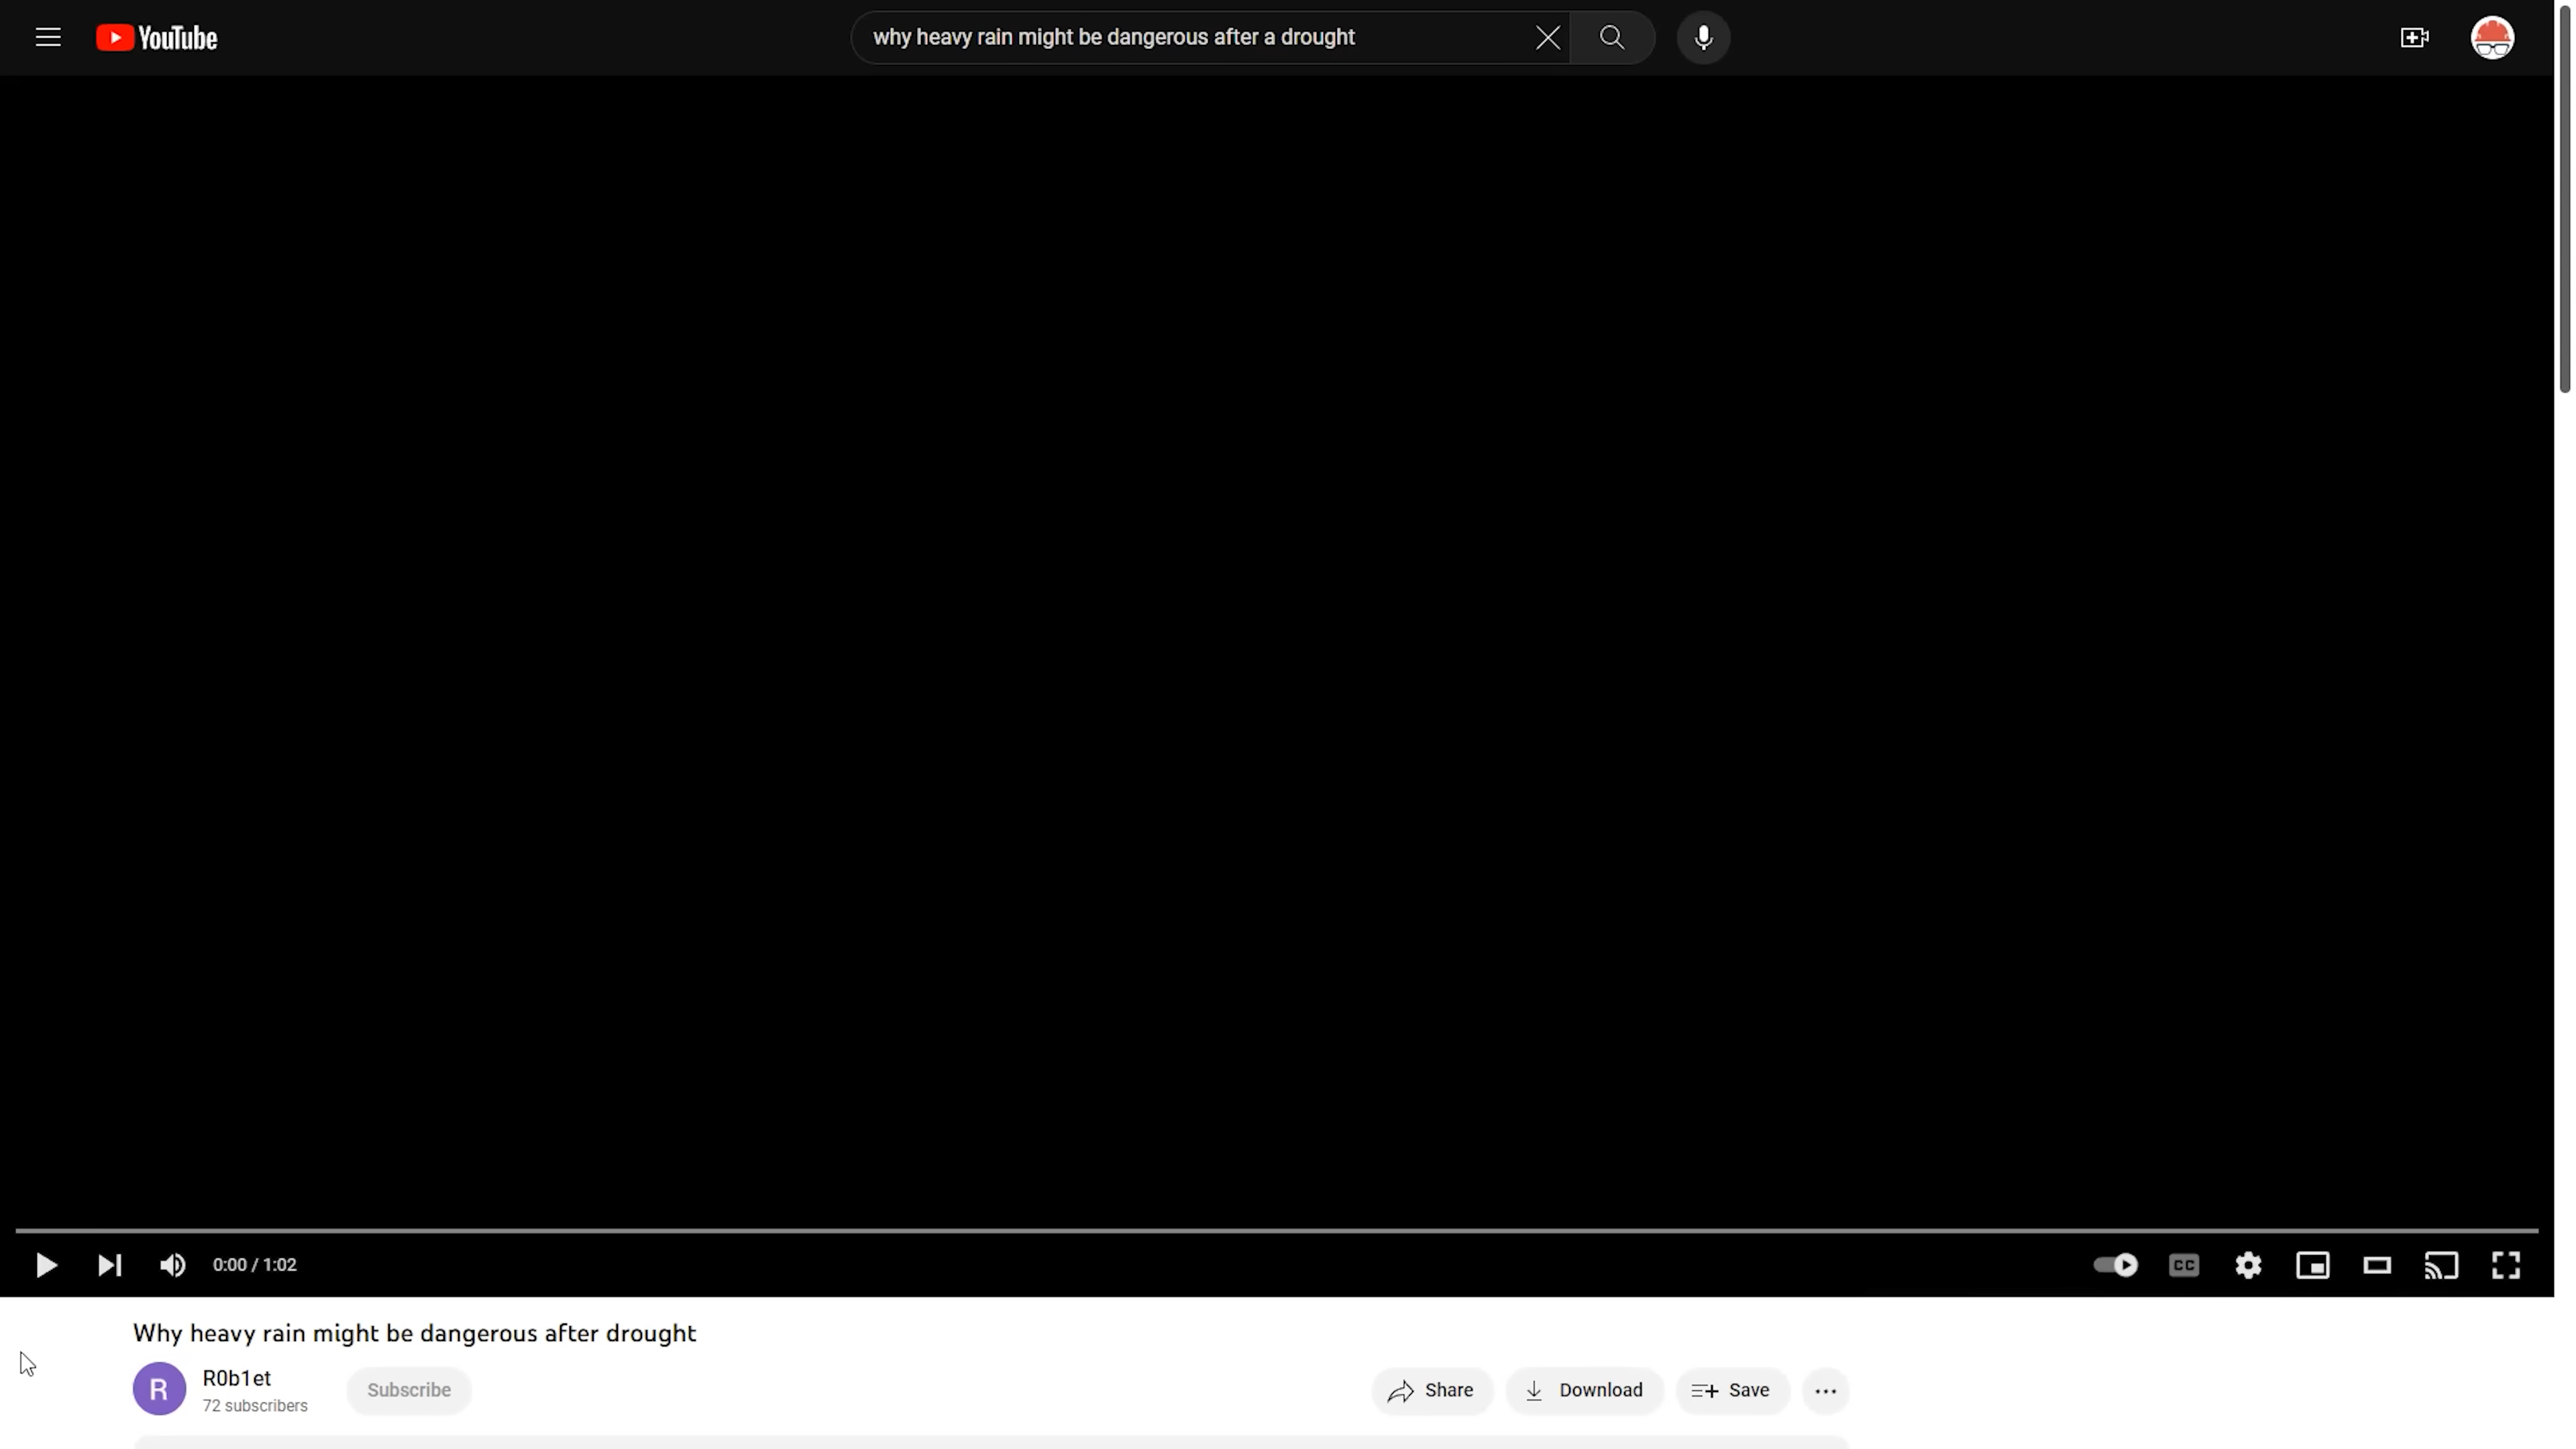 YouTube
why heavy rain might be dangerous after a drought
0:00 / 1:02
CC
Why heavy rain might be dangerous after drought
R
R0b1et
72 subscribers
Subscribe
Share
Download
Save